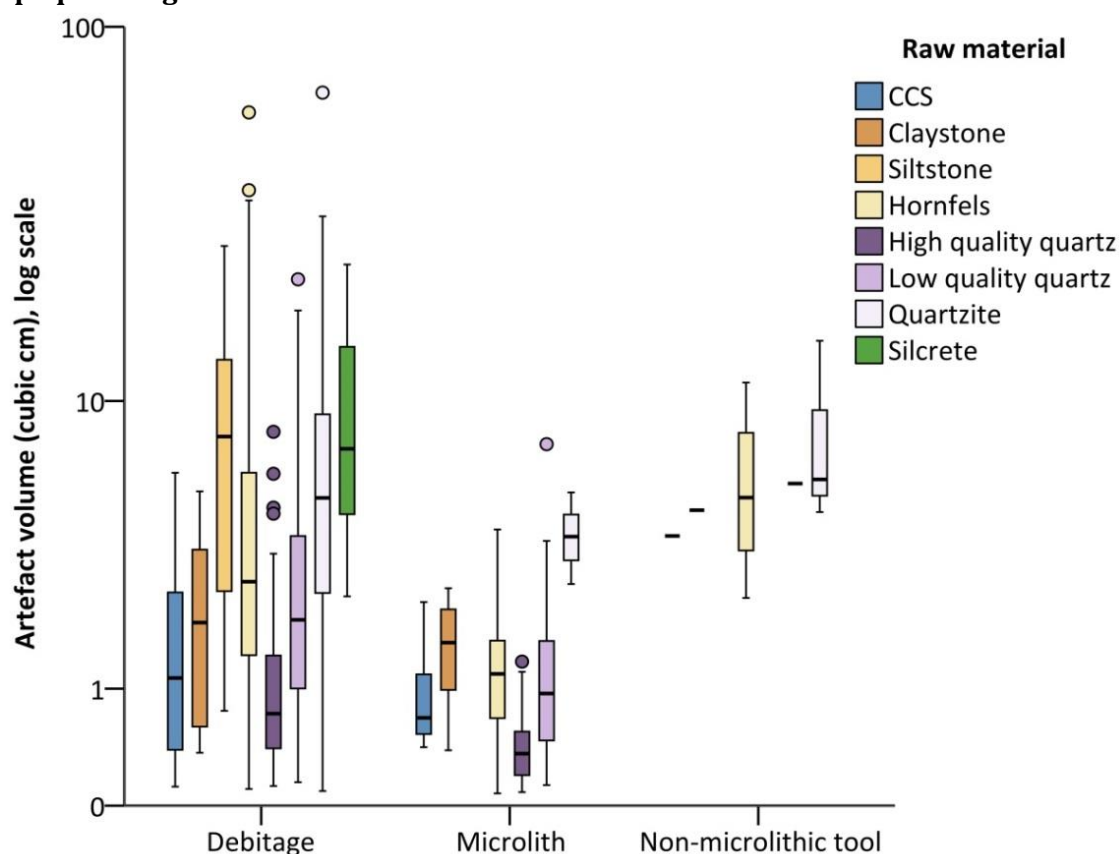 100
10
1
0
Artefact volume (cubic cm), log scale
Debitage
Microlith
Non-microlithic tool
Raw material
CCS
Claystone
Siltstone
Hornfels
High quality quartz
Low quality quartz
Quartzite
Silcrete